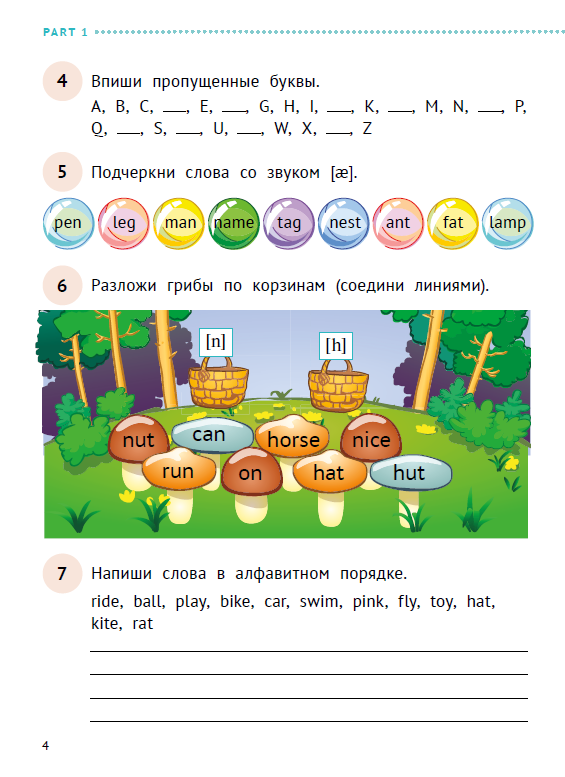 PART 1
4 Впиши пропущенные буквы.
A, B, C, ___, E, ___, G, H, I, ___, K, ___, M, N, ___, P,
Q, ___, S, ___, U, ___, W, X, ___, Z
5 Подчеркни слова со звуком [æ].
pen leg man name tag nest ant fat lamp
6 Разложи грибы по корзинам (соедини линиями).
[n] [h]
nut can horse nice
run on hat hut
7 Напиши слова в алфавитном порядке.
ride, ball, play, bike, car, swim, pink, fly, toy, hat,
kite, rat
4